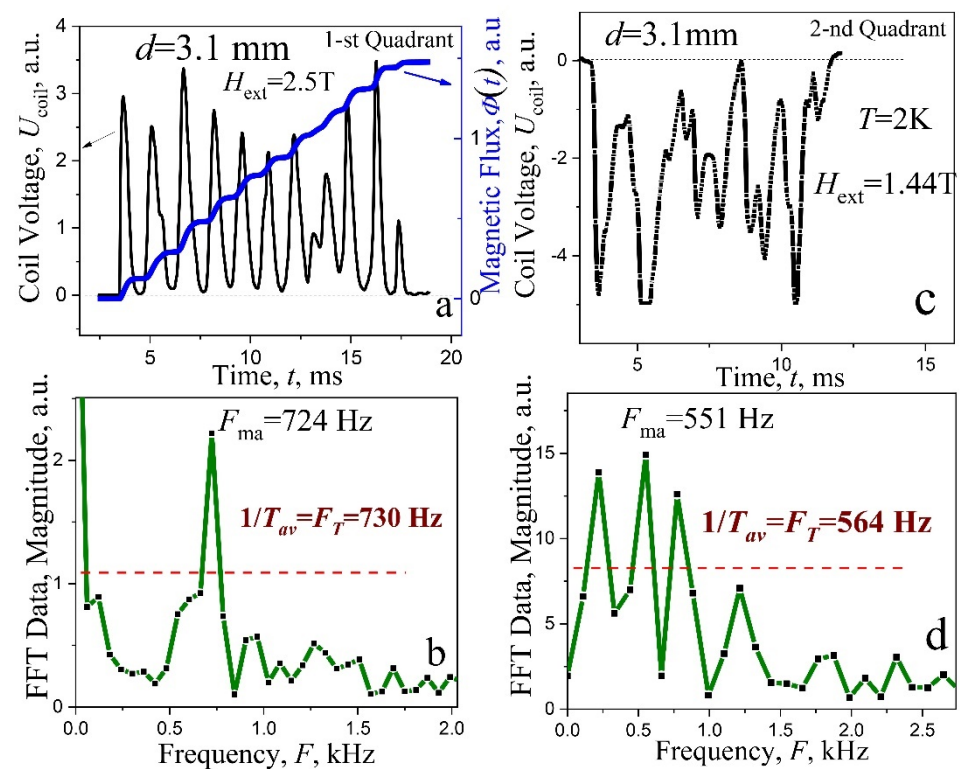 d=3.1 mm
1-st Quadrant
H_ext=2.5T
Coil Voltage, U_coil, a.u.
4
3
2
1
0
Magnetic Flux, Φ(t), a.u
1
0
a
5 10 15 20
Time, t, ms
d=3.1mm
2-nd Quadrant
T=2K
H_ext=1.44T
Coil Voltage, U_coil, a.u.
0
-2
-4
c
5 10 15
Time, t, ms
F_ma=724 Hz
1/T_av=F_T=730 Hz
FFT Data, Magnitude, a.u.
2
1
0
b
0.0 0.5 1.0 1.5 2.0
Frequency, F, kHz
F_ma=551 Hz
1/T_av=F_T=564 Hz
FFT Data, Magnitude, a.u.
15
10
5
0
d
0.0 0.5 1.0 1.5 2.0 2.5
Frequency, F, kHz